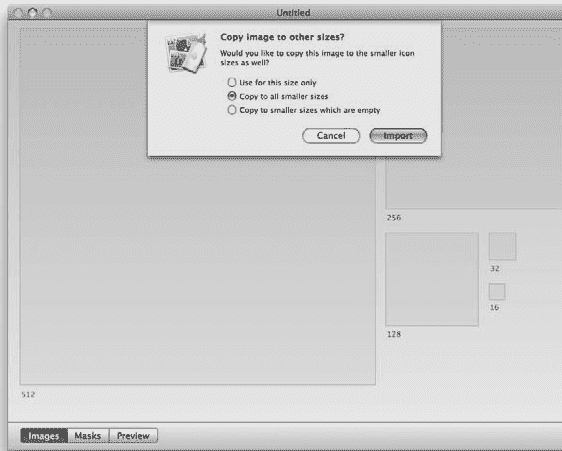 Untitled
Copy image to other sizes?
Would you like to copy this image to the smaller icon
sizes as well?
Use for this size only
Copy to all smaller sizes
Copy to smaller sizes which are empty
Cancel
Import
256
32
16
128
512
Images
Masks
Preview